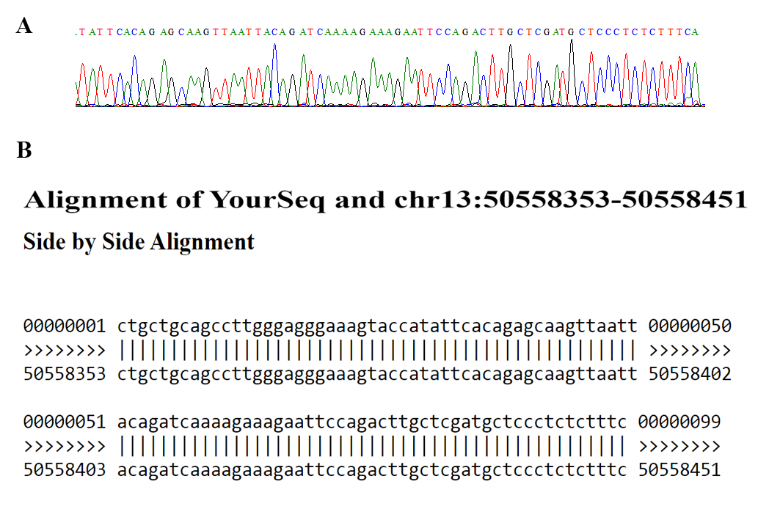 A
.TATTCACAGAGCAAGTTAATTACAGATCAAAAGAAAGAATTCCAGACTTGCTCGATGCTCCCTCTCTTTCA
B
Alignment of YourSeq and chr13:50558353-50558451
Side by Side Alignment
00000001 ctgctgcagccttgggagggaaagtaccatattcacagagcaagttaatt 00000050
>>>>>>>> |||||||||||||||||||||||||||||||||||||||||||||||||| >>>>>>>>
50558353 ctgctgcagccttgggagggaaagtaccatattcacagagcaagttaatt 50558402
00000051 acagatcaaaagaaagaattccagacttgctcgatgctccctctctttc 00000099
>>>>>>>> ||||||||||||||||||||||||||||||||||||||||||||||||| >>>>>>>>
50558403 acagatcaaaagaaagaattccagacttgctcgatgctccctctctttc 50558451